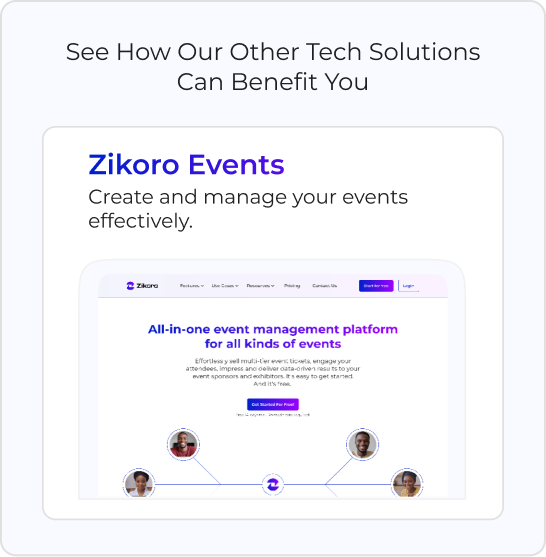 See How Our Other Tech Solutions
Can Benefit You
Zikoro Events
Create and manage your events
effectively.
Zikoro
Features
Use Cases
Resources
Pricing
Contact Us
Start for free
Login
All-in-one event management platform
for all kinds of events
Effortlessly sell multi-tier event tickets, engage your
attendees, impress and deliver data-driven results to your
event sponsors and exhibitors. It's easy to get started.
And it's free.
Get Started For Free!